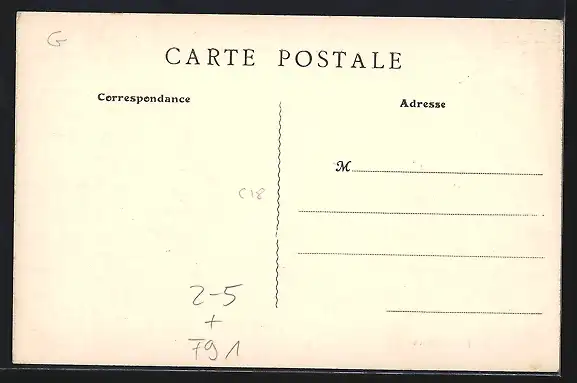 G
CARTE POSTALE
Correspondance
Adresse
M
C18
2-5
+
791